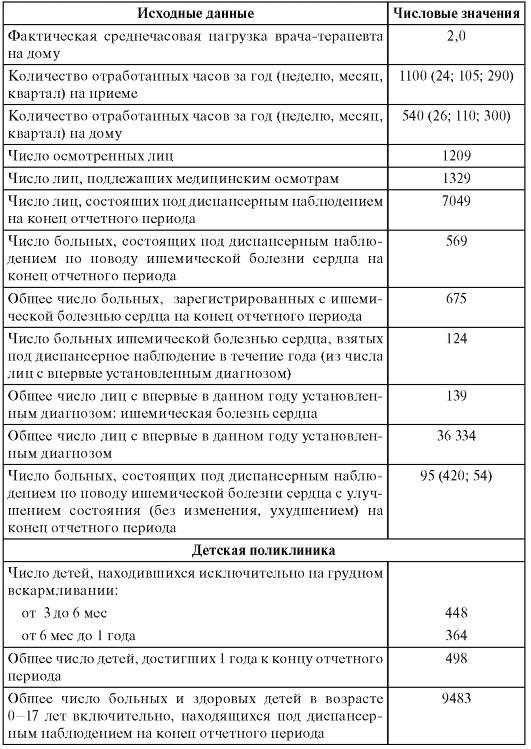 Исходные данные
Числовые значения
Фактическая среднечасовая нагрузка врача-терапевта
на дому
2,0
Количество отработанных часов за год (неделю, месяц,
квартал) на приеме
1100 (24; 105; 290)
Количество отработанных часов за год (неделю, месяц,
квартал) на дому
540 (26; 110; 300)
Число осмотренных лиц
1209
Число лиц, подлежащих медицинским осмотрам
1329
Число лиц, состоящих под диспансерным наблюдением
на конец отчетного периода
7049
Число больных, состоящих под диспансерным наблю-
дением по поводу ишемической болезни сердца на
конец отчетного периода
569
Общее число больных, зарегистрированных с ишеми-
ческой болезнью сердца на конец отчетного периода
675
Число больных ишемической болезнью сердца, взятых
под диспансерное наблюдение в течение года (из числа
лиц с впервые установленным диагнозом)
124
Общее число лиц с впервые в данном году установлен-
ным диагнозом: ишемическая болезнь сердца
139
Общее число лиц с впервые в данном году установлен-
ным диагнозом
36 334
Число больных, состоящих под диспансерным наблю-
дением по поводу ишемической болезни сердца с улуч-
шением состояния (без изменения, ухудшением) на
конец отчетного периода
95 (420; 54)
Детская поликлиника
Число детей, находившихся исключительно на грудном
вскармливании:
от 3 до 6 мес
448
от 6 мес до 1 года
364
Общее число детей, достигших 1 года к концу отчетного
периода
498
Общее число больных и здоровых детей в возрасте
0–17 лет включительно, находящихся под диспансер-
ным наблюдением на конец отчетного периода
9483